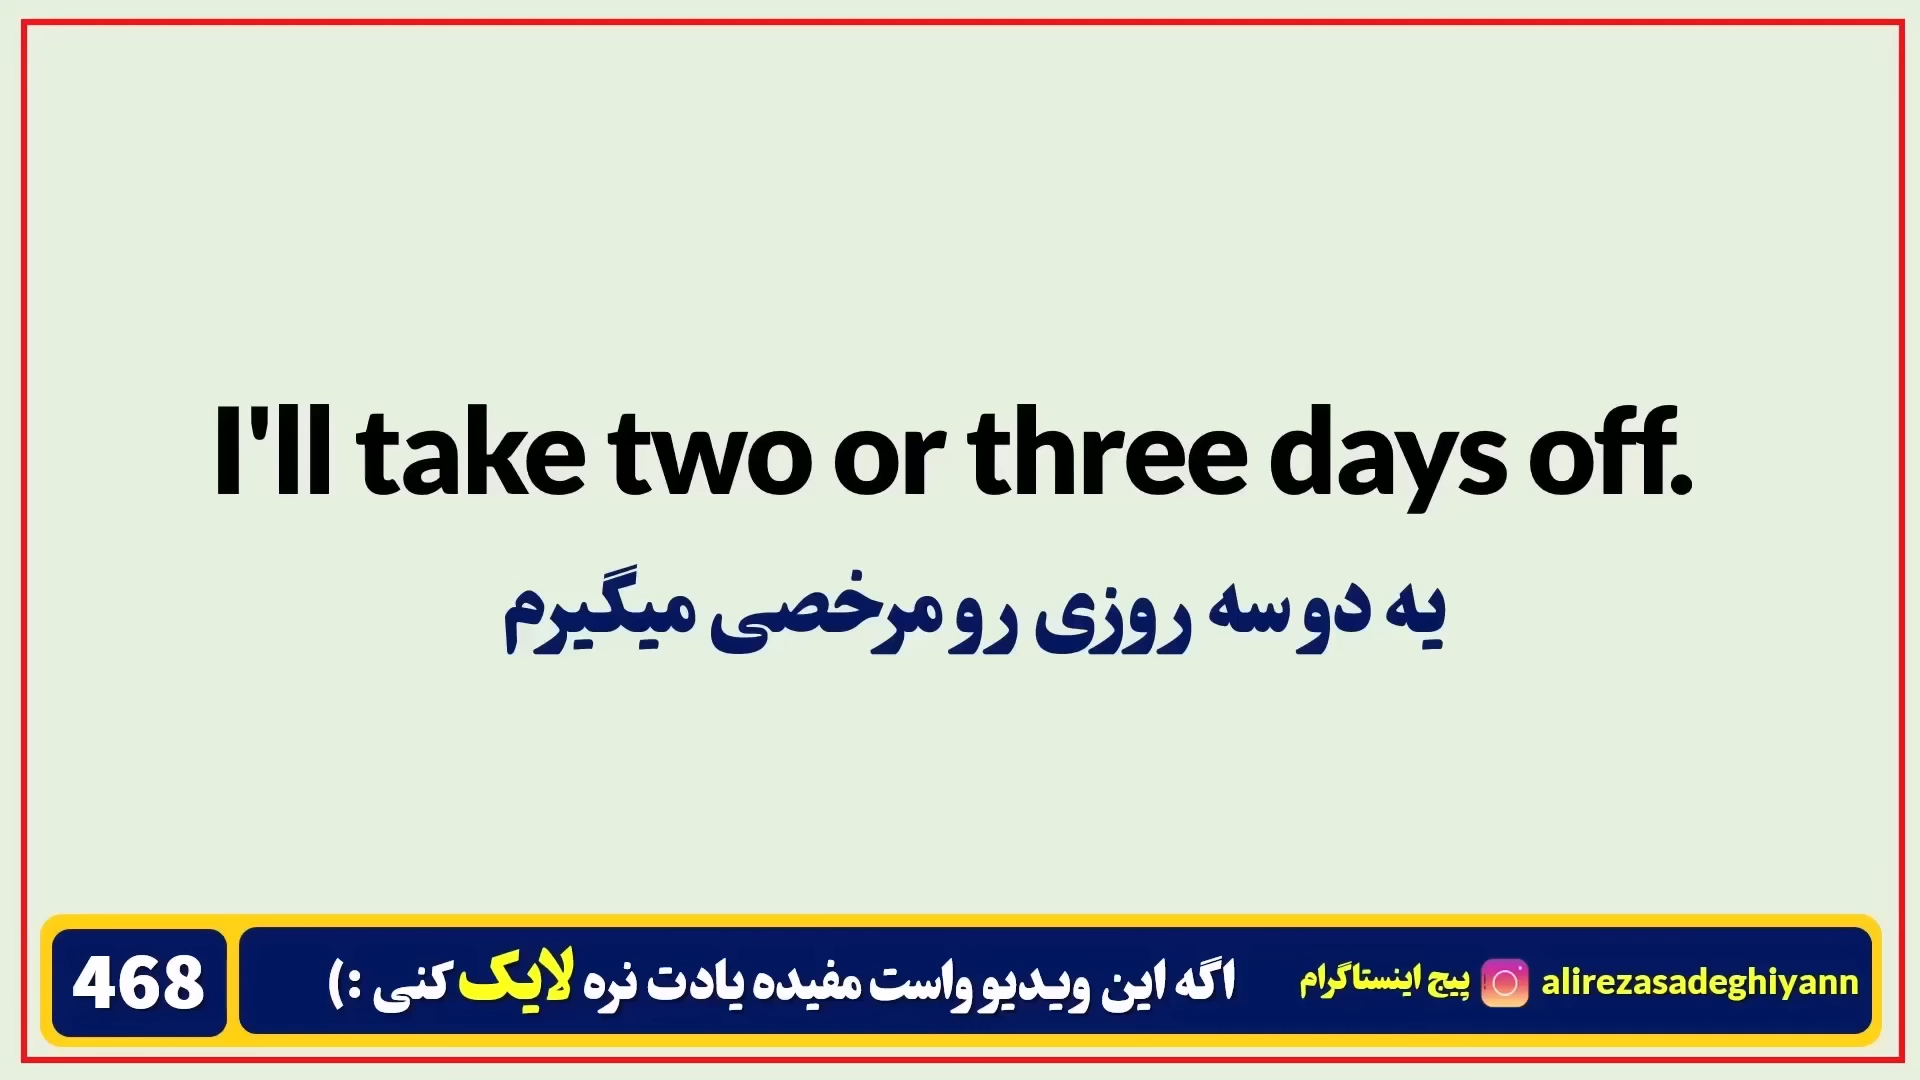 I'll take two or three days off.
یه دو سه روزی رو مرخصی میگیرم
468
اگه این ویدیو واست مفیده یادت نره لایک کنی :)
پیج اینستاگرام alirezasadeghiyann